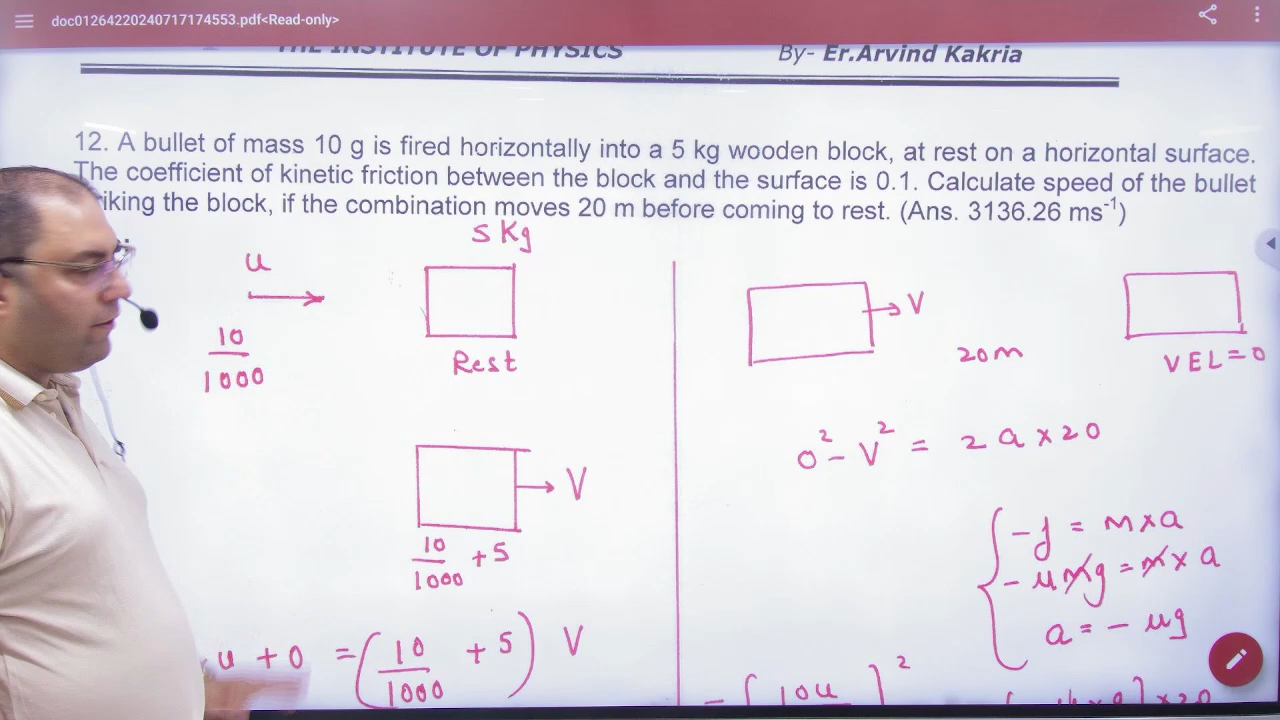 doc01264220240717174553.pdf<Read-only>
THE INSTITUTE OF PHYSICS By- Er.Arvind Kakria
12. A bullet of mass 10 g is fired horizontally into a 5 kg wooden block, at rest on a horizontal surface.
The coefficient of kinetic friction between the block and the surface is 0.1. Calculate speed of the bullet
riking the block, if the combination moves 20 m before coming to rest. (Ans. 3136.26 ms⁻¹)
u
10/1000
5 Kg
Rest
V
10/1000 + 5
u + 0 = (10/1000 + 5) V
V
20m
VEL = 0
0² - V² = 2 a × 20
-f = m × a
- μmg = m × a
a = - μg